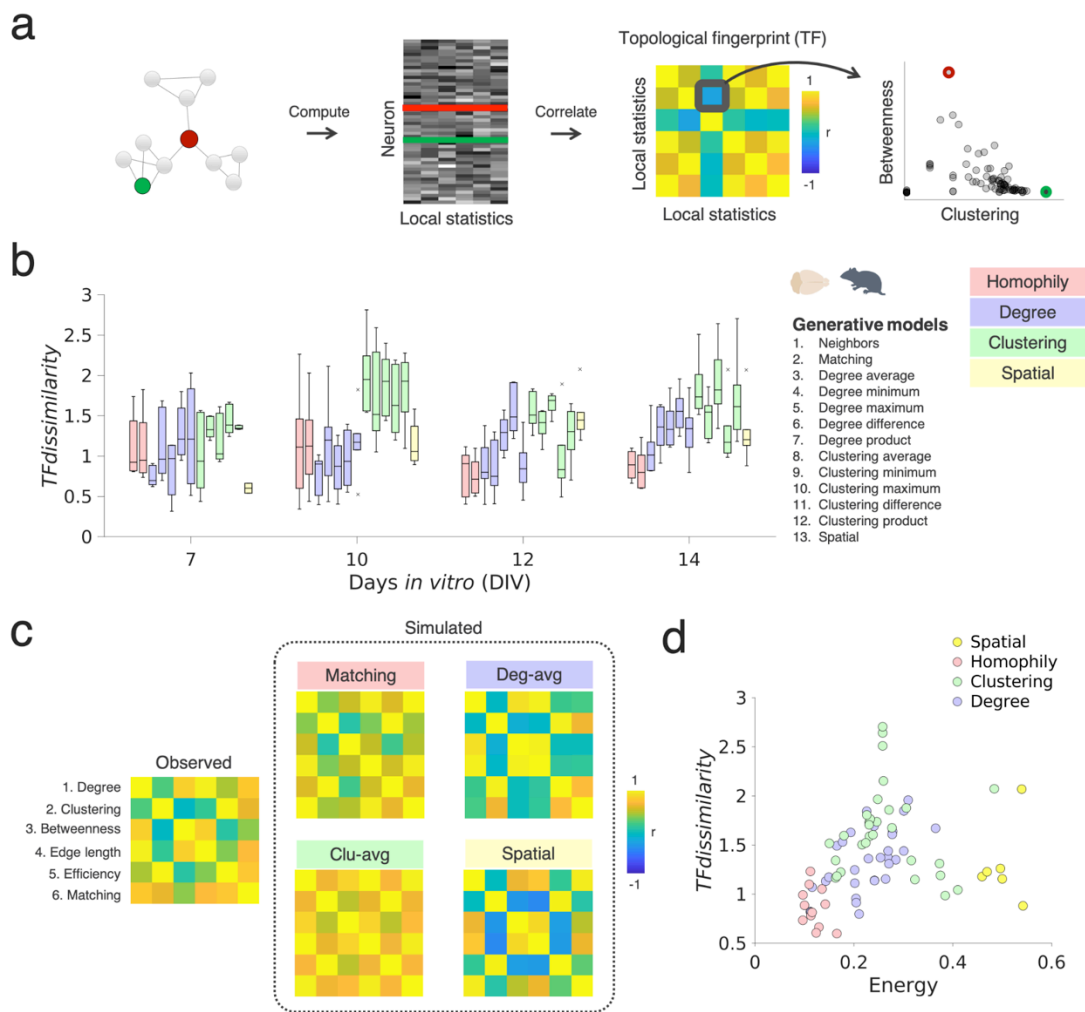 a
Compute
Neuron
Local statistics
Correlate
Topological fingerprint (TF)
Local statistics
Local statistics
1
r
-1
Betweenness
Clustering
b
TFdissimilarity
3
2.5
2
1.5
1
0.5
0
7
10
12
14
Days in vitro (DIV)
Generative models
1. Neighbors
2. Matching
3. Degree average
4. Degree minimum
5. Degree maximum
6. Degree difference
7. Degree product
8. Clustering average
9. Clustering minimum
10. Clustering maximum
11. Clustering difference
12. Clustering product
13. Spatial
Homophily
Degree
Clustering
Spatial
c
Observed
1. Degree
2. Clustering
3. Betweenness
4. Edge length
5. Efficiency
6. Matching
Simulated
Matching
Deg-avg
Clu-avg
Spatial
1
r
-1
d
Spatial
Homophily
Clustering
Degree
TFdissimilarity
3
2.5
2
1.5
1
0.5
0
0.2
0.4
0.6
Energy